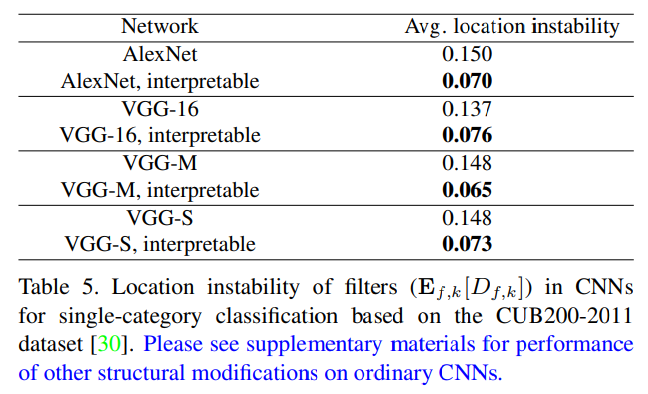 Network Avg. location instability
AlexNet 0.150
AlexNet, interpretable 0.070
VGG-16 0.137
VGG-16, interpretable 0.076
VGG-M 0.148
VGG-M, interpretable 0.065
VGG-S 0.148
VGG-S, interpretable 0.073
Table 5. Location instability of filters (E_{f,k}[D_{f,k}]) in CNNs
for single-category classification based on the CUB200-2011
dataset [30]. Please see supplementary materials for performance
of other structural modifications on ordinary CNNs.